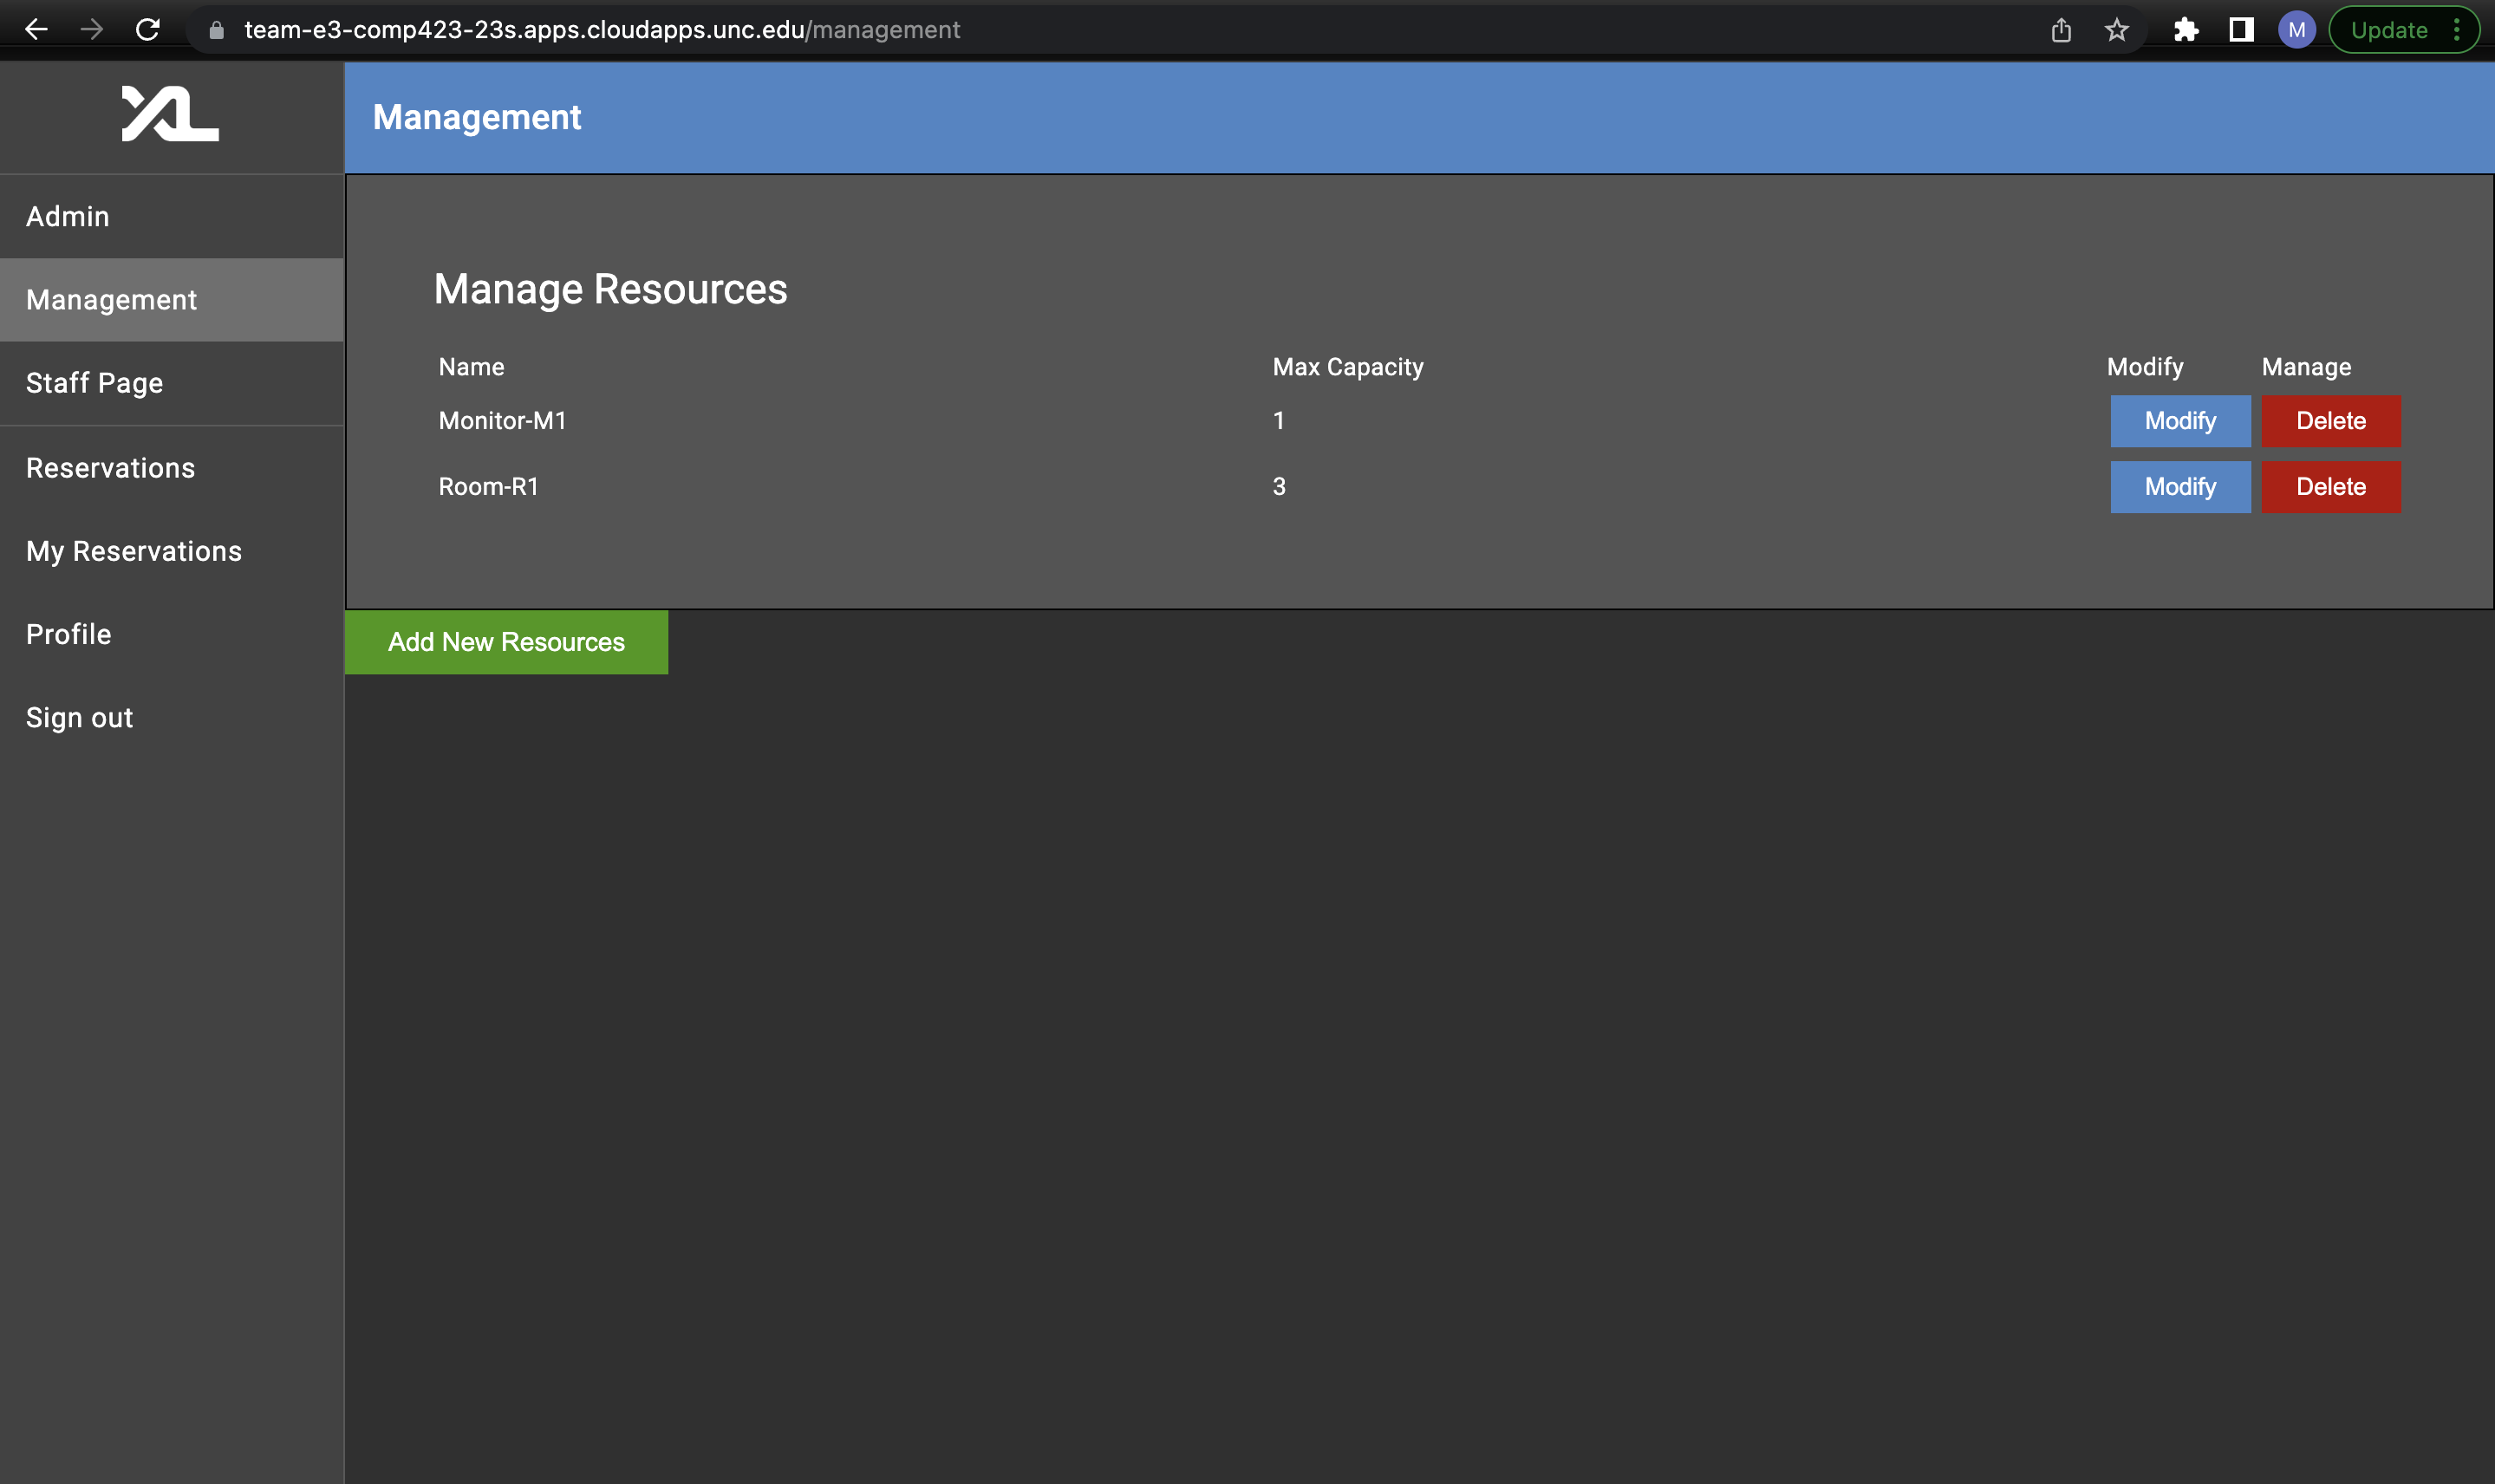 team-e3-comp423-23s.apps.cloudapps.unc.edu/management
M
Update
XL
Management
Admin
Management
Staff Page
Reservations
My Reservations
Profile
Sign out
Manage Resources
Name Max Capacity Modify Manage
Monitor-M1 1 Modify Delete
Room-R1 3 Modify Delete
Add New Resources